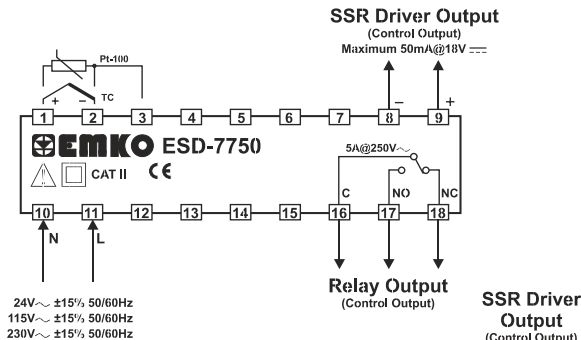 SSR Driver Output
(Control Output)
Maximum 50mA@18V
Pt-100
+ − TC
− +
1 2 3 4 5 6 7 8 9
EMKO ESD-7750
5A@250V～
CAT II CE
C NO NC
10 11 12 13 14 15 16 17 18
N L
Relay Output
(Control Output)
24V～ ±15% 50/60Hz
115V～ ±15% 50/60Hz
230V～ ±15% 50/60Hz
SSR Driver
Output
(Control Output)